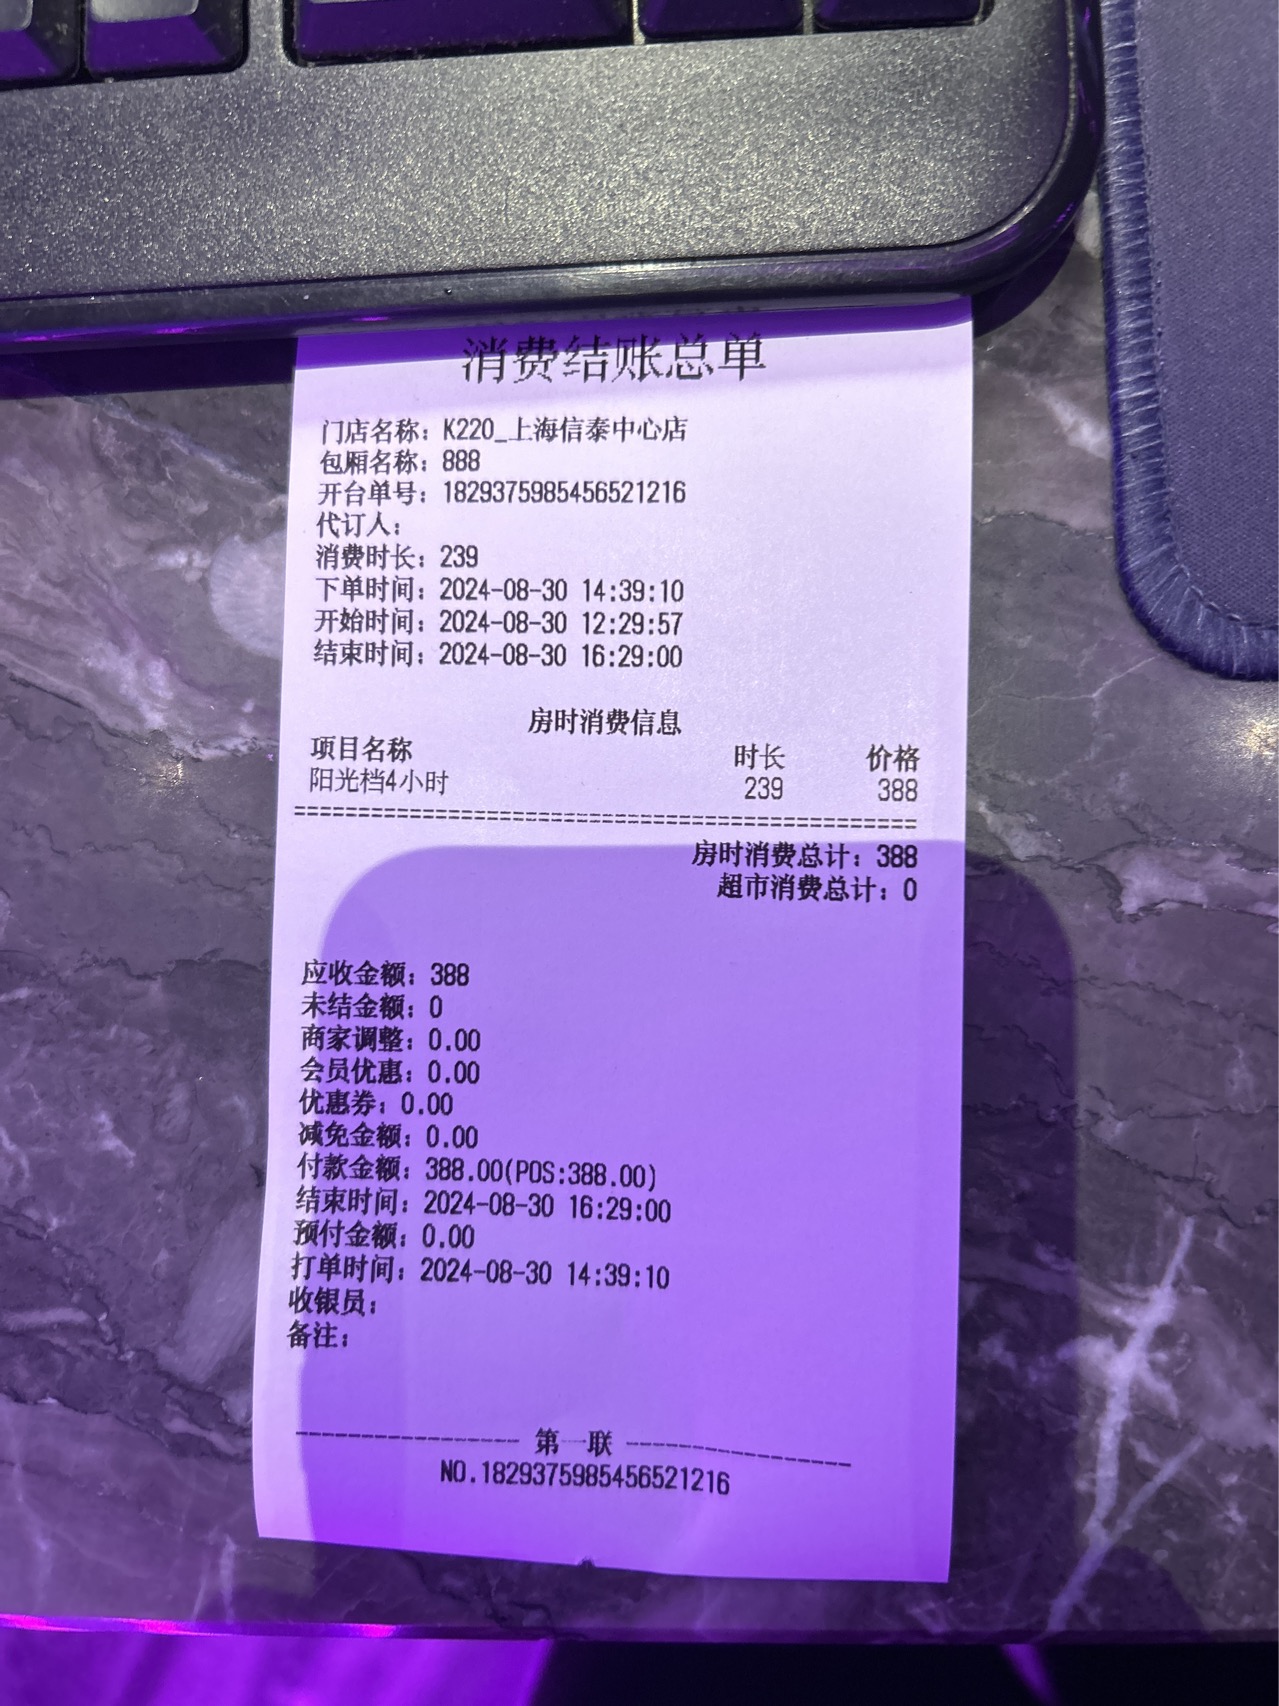 消费结账总单
门店名称：K220_上海信泰中心店
包厢名称：888
开台单号：1829375985456521216
代订人：
消费时长：239
下单时间：2024-08-30 14:39:10
开始时间：2024-08-30 12:29:57
结束时间：2024-08-30 16:29:00
房时消费信息
项目名称 时长 价格
阳光档4小时 239 388
房时消费总计：388
超市消费总计：0
应收金额：388
未结金额：0
商家调整：0.00
会员优惠：0.00
优惠券：0.00
减免金额：0.00
付款金额：388.00(POS:388.00)
结束时间：2024-08-30 16:29:00
预付金额：0.00
打单时间：2024-08-30 14:39:10
收银员：
备注：
第一联
NO.1829375985456521216